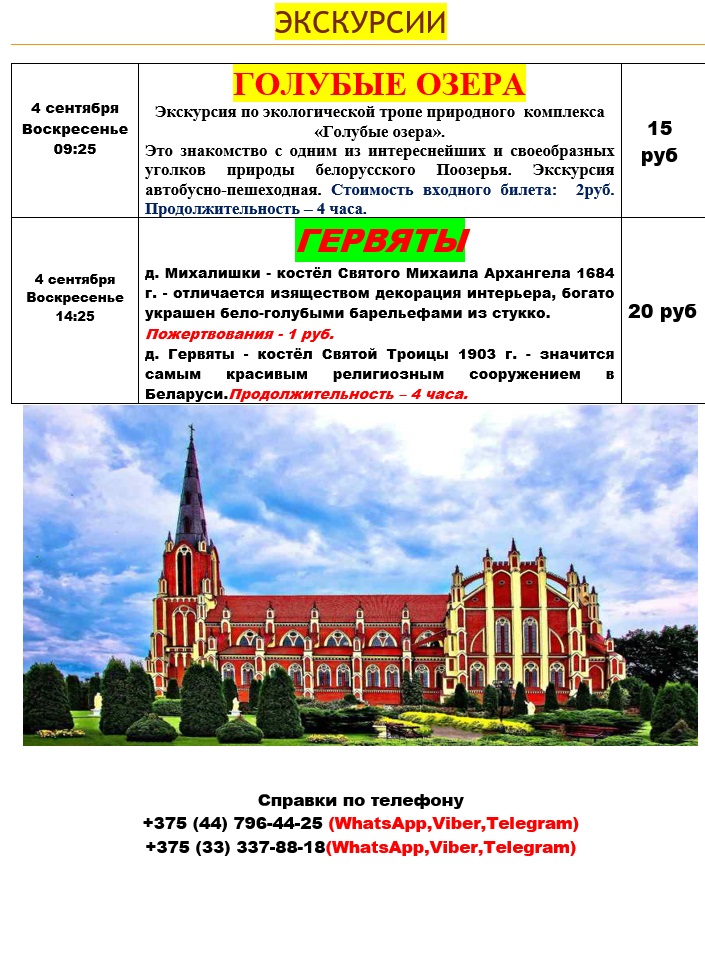 ЭКСКУРСИИ
4 сентября
Воскресенье
09:25
ГОЛУБЫЕ ОЗЕРА
Экскурсия по экологической тропе природного комплекса
«Голубые озера».
Это знакомство с одним из интереснейших и своеобразных
уголков природы белорусского Поозерья. Экскурсия
автобусно-пешеходная. Стоимость входного билета: 2руб.
Продолжительность – 4 часа.
15
руб
4 сентября
Воскресенье
14:25
ГЕРВЯТЫ
д. Михалишки - костёл Святого Михаила Архангела 1684
г. - отличается изяществом декорация интерьера, богато
украшен бело-голубыми барельефами из стукко.
Пожертвования - 1 руб.
д. Гервяты - костёл Святой Троицы 1903 г. - значится
самым красивым религиозным сооружением в
Беларуси.Продолжительность – 4 часа.
20 руб
Справки по телефону
+375 (44) 796-44-25 (WhatsApp,Viber,Telegram)
+375 (33) 337-88-18(WhatsApp,Viber,Telegram)